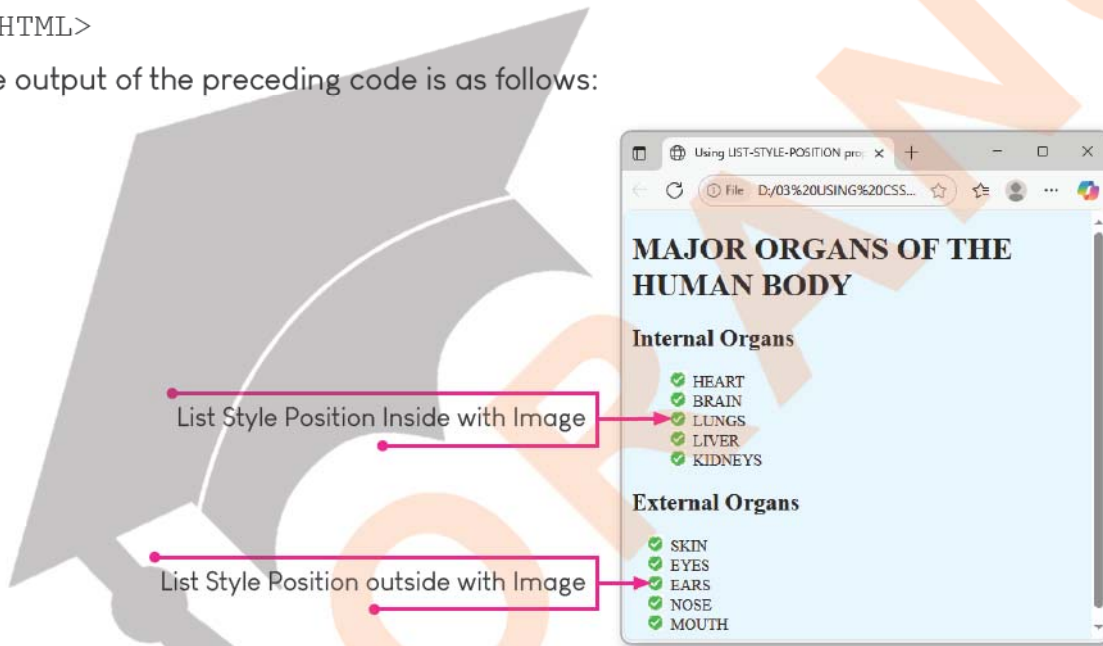 HTML>
e output of the preceding code is as follows:
Using LIST-STYLE-POSITION pro
File D:/03%20USING%20CSS...
MAJOR ORGANS OF THE
HUMAN BODY
Internal Organs
HEART
BRAIN
List Style Position Inside with Image
LUNGS
LIVER
KIDNEYS
External Organs
SKIN
EYES
List Style Position outside with Image
EARS
NOSE
MOUTH
ORANG